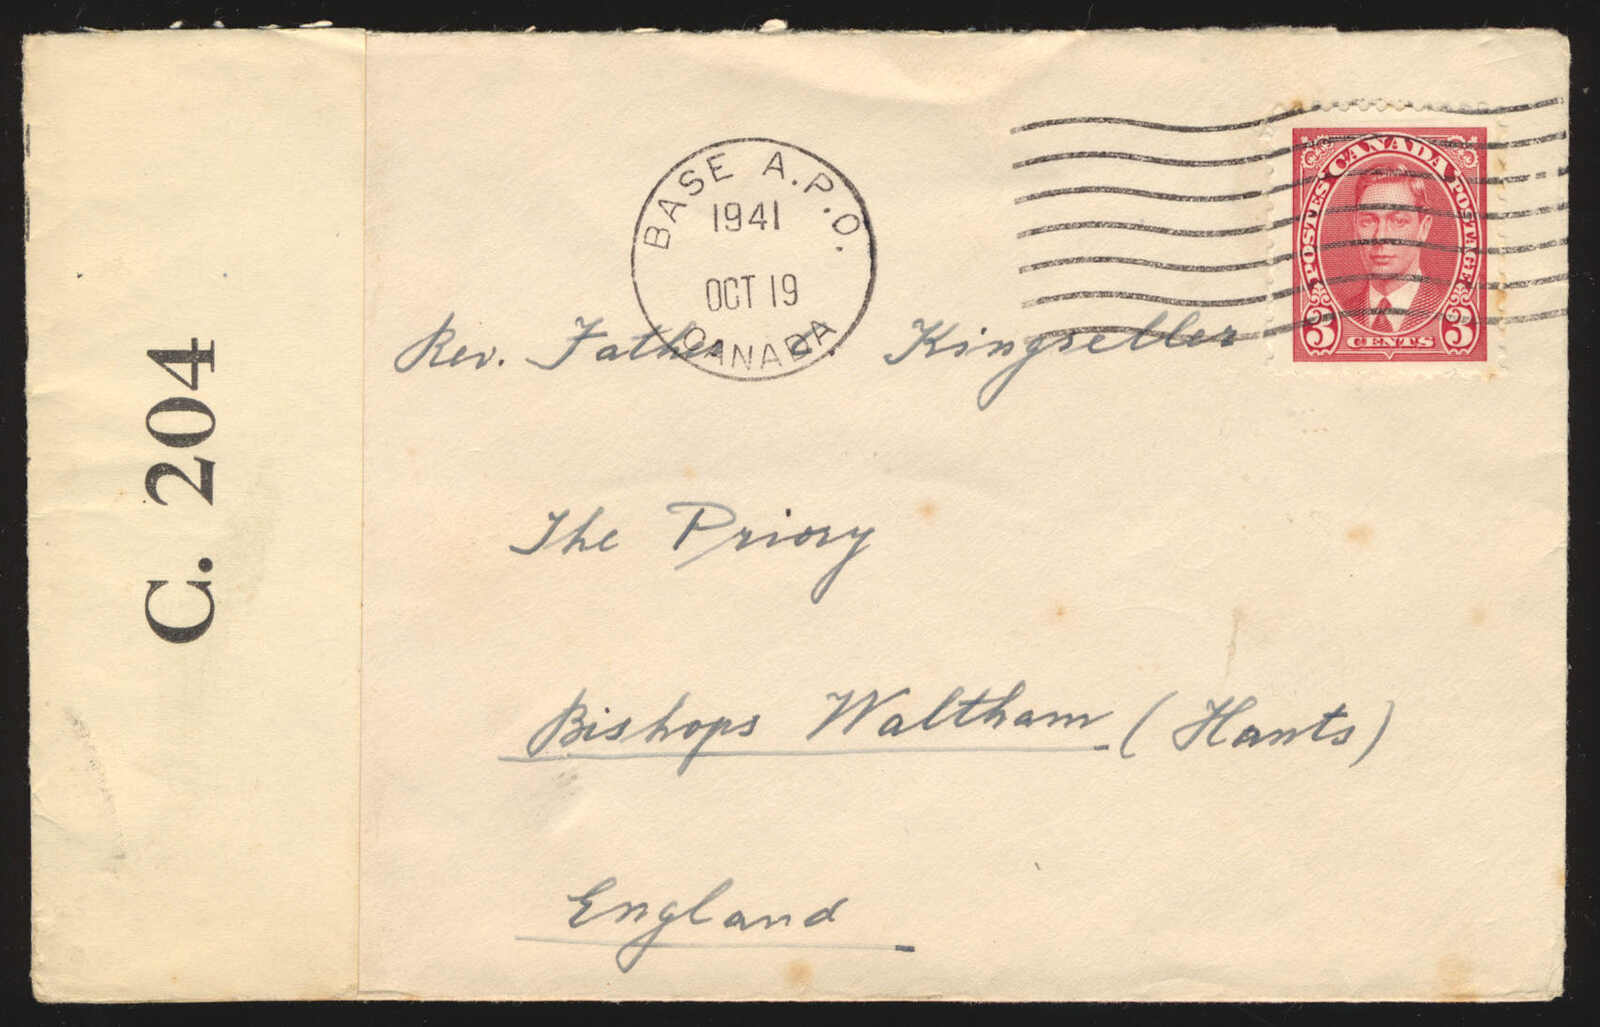 C. 204
BASE A.P.O.
1941
OCT 19
CANADA
POSTES CANADA POSTAGE
3 CENTS 3
Rev. Father Kingseller
The Priory
Bishops Waltham (Hants)
England